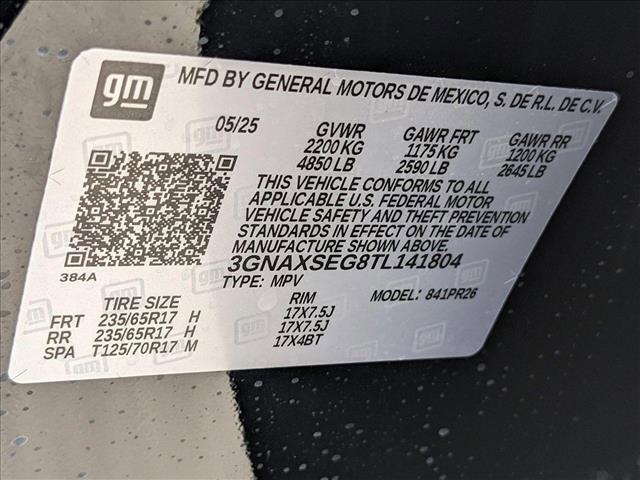 gm MFD BY GENERAL MOTORS DE MEXICO, S. DE R.L. DE C.V.
05/25 GVWR GAWR FRT GAWR RR
2200 KG 1175 KG 1200 KG
4850 LB 2590 LB 2645 LB
THIS VEHICLE CONFORMS TO ALL
APPLICABLE U.S. FEDERAL MOTOR
VEHICLE SAFETY AND THEFT PREVENTION
STANDARDS IN EFFECT ON THE DATE OF
MANUFACTURE SHOWN ABOVE.
384A 3GNAXSEG8TL141804
TYPE: MPV MODEL: 841PR26
TIRE SIZE RIM
FRT 235/65R17 H 17X7.5J
RR 235/65R17 H 17X7.5J
SPA T125/70R17 M 17X4BT